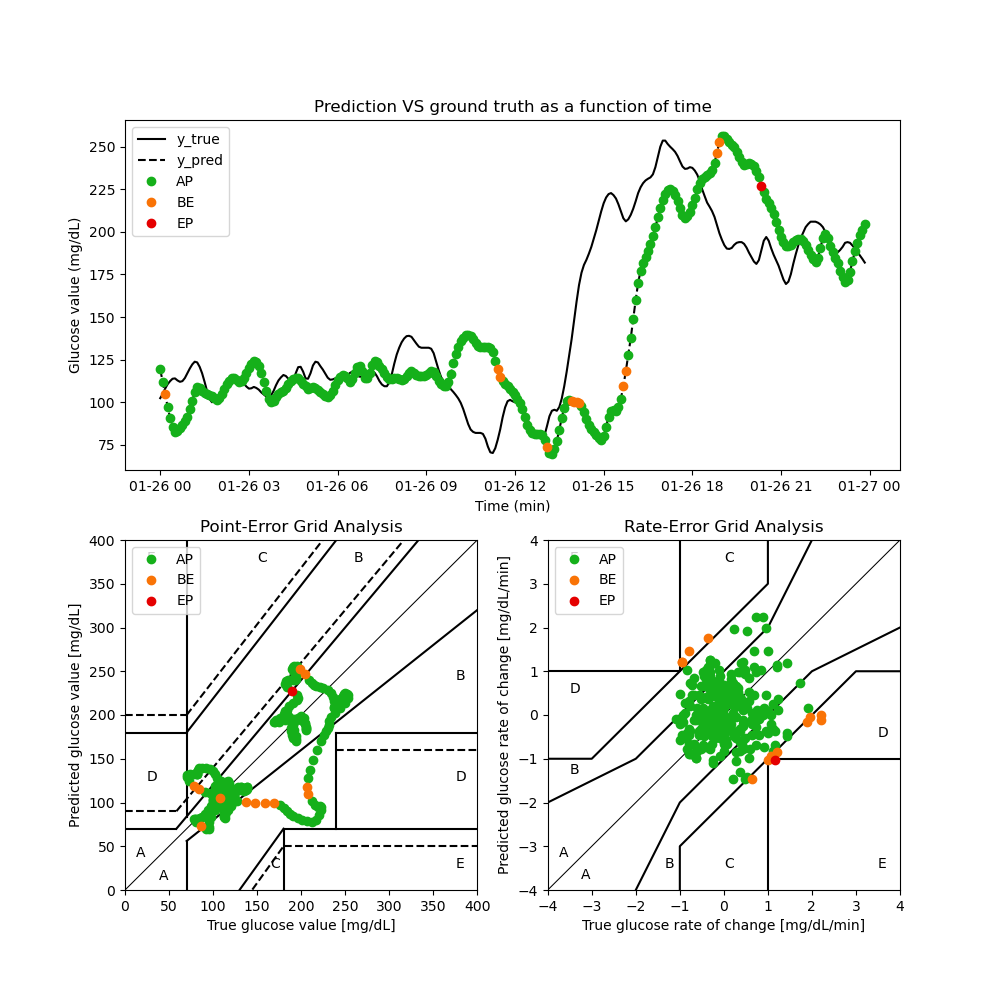 Prediction VS ground truth as a function of time
Glucose value (mg/dL)
250
225
200
175
150
125
100
75
y_true
y_pred
AP
BE
EP
01-26 00 01-26 03 01-26 06 01-26 09 01-26 12 01-26 15 01-26 18 01-26 21 01-27 00
Time (min)
Point-Error Grid Analysis
Predicted glucose value [mg/dL]
400
350
300
250
200
150
100
50
0
AP
BE
EP
C
B
B
D
D
A
A
C
E
0 50 100 150 200 250 300 350 400
True glucose value [mg/dL]
Rate-Error Grid Analysis
Predicted glucose rate of change [mg/dL/min]
4
3
2
1
0
−1
−2
−3
−4
AP
BE
EP
C
D
D
B
A
A
B
C
E
−4 −3 −2 −1 0 1 2 3 4
True glucose rate of change [mg/dL/min]